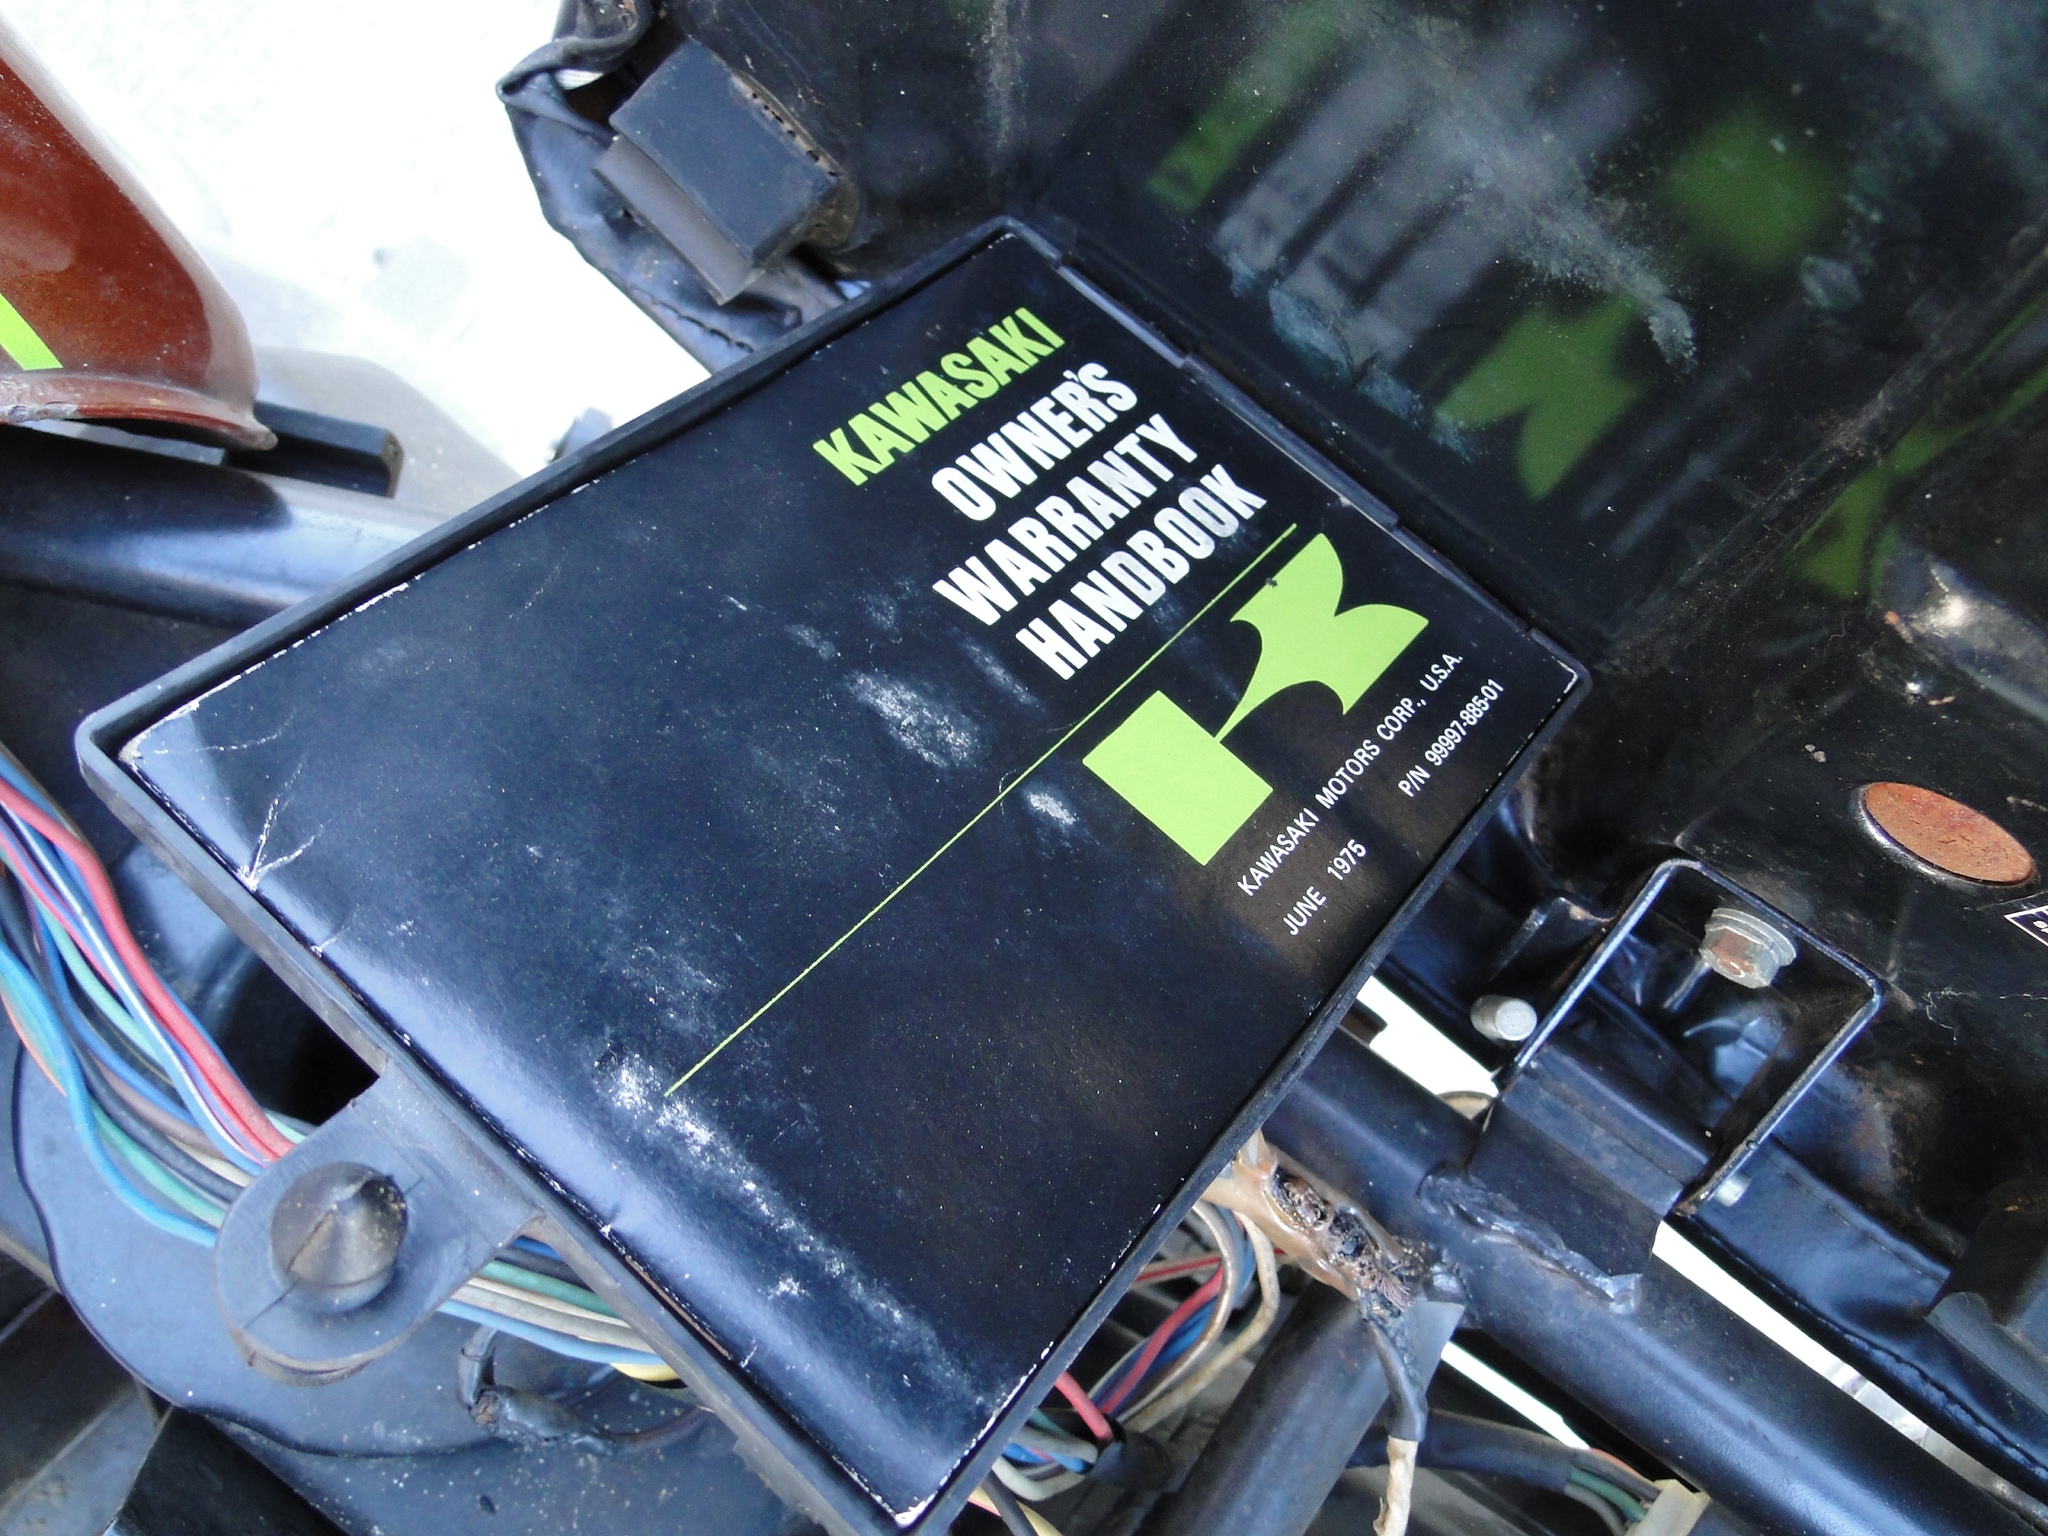 KAWASAKI
OWNER'S
WARRANTY
HANDBOOK
KAWASAKI MOTORS CORP., U.S.A.
JUNE 1975
P/N 99997-885-01